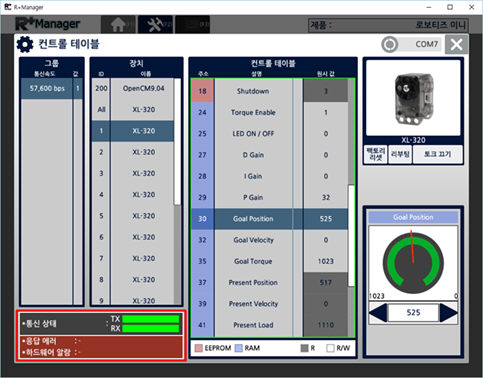 R+Manager
R+Manager
제품 : 로보티즈 미니
컨트롤 테이블
COM7
그룹
통신속도 값
57,600 bps 1
장치
ID 이름
200 OpenCM9.04
All XL-320
1 XL-320
2 XL-320
3 XL-320
4 XL-320
5 XL-320
6 XL-320
7 XL-320
8 XL-320
9 XL-320
컨트롤 테이블
주소 설명 원시 값
18 Shutdown 3
24 Torque Enable 1
25 LED ON / OFF 0
27 D Gain 0
28 I Gain 0
29 P Gain 32
30 Goal Position 525
32 Goal Velocity 0
35 Goal Torque 1023
37 Present Position 517
39 Present Velocity 0
41 Present Load 1110
EEPROM RAM R R/W
XL-320
팩토리 리셋
리부팅
토크 끄기
Goal Position
1023 0
525
•통신 상태 : TX
RX
•응답 에러 : -
•하드웨어 알람 : -